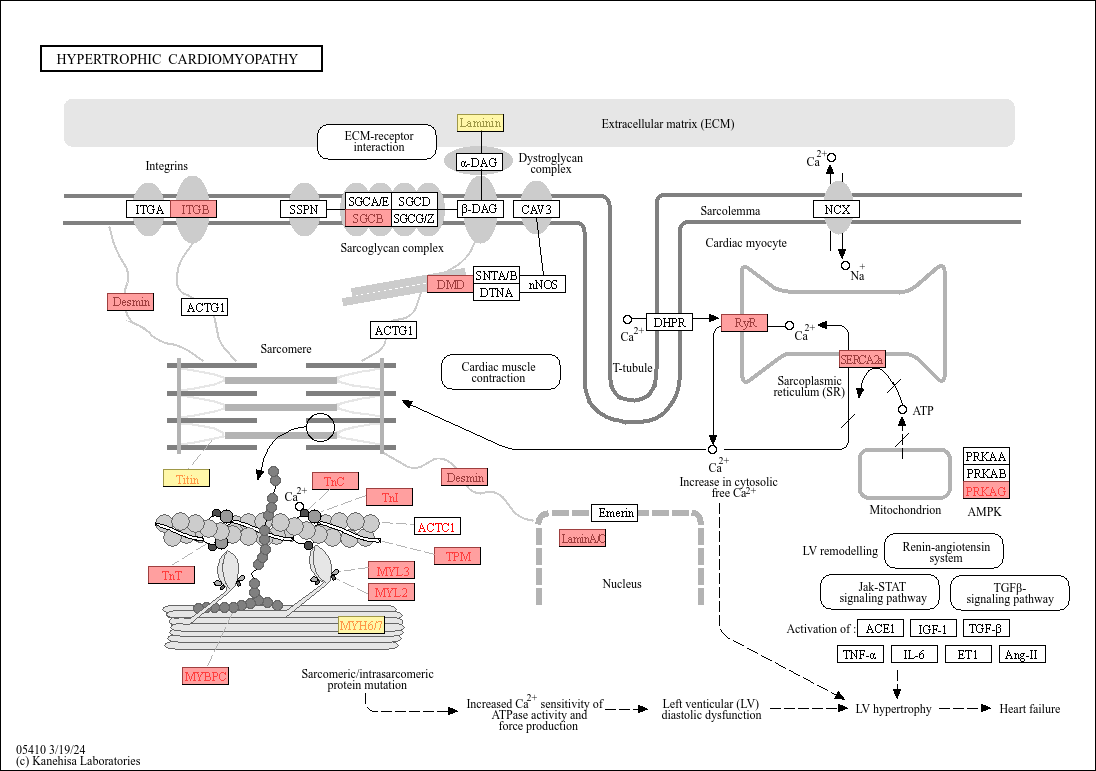 HYPERTROPHIC CARDIOMYOPATHY
Extracellular matrix (ECM)
Laminin
ECM-receptor
interaction
α-DAG
Dystroglycan
complex
Integrins
ITGA
ITGB
SSPN
SGCA/E
SGCD
SGCB
SGCG/Z
β-DAG
CAV3
Sarcoglycan complex
Sarcolemma
Cardiac myocyte
Ca2+
NCX
Na+
DMD
SNTA/B
DTNA
nNOS
Desmin
ACTG1
ACTG1
Sarcomere
Cardiac muscle
contraction
Ca2+
DHPR
RyR
Ca2+
T-tubule
SERCA2a
Sarcoplasmic
reticulum (SR)
ATP
Mitochondrion
PRKAA
PRKAB
PRKAG
AMPK
Ca2+
Increase in cytosolic
free Ca2+
Titin
TnC
TnI
Ca2+
ACTC1
TPM
TnT
MYL3
MYL2
MYH6/7
MYBPC
Desmin
Emerin
LaminA/C
Nucleus
LV remodelling
Renin-angiotensin
system
Jak-STAT
signaling pathway
TGFβ-
signaling pathway
Activation of :
ACE1
IGF-1
TGF-β
TNF-α
IL-6
ET1
Ang-II
Sarcomeric/intrasarcomeric
protein mutation
Increased Ca2+ sensitivity of
ATPase activity and
force production
Left venticular (LV)
diastolic dysfunction
LV hypertrophy
Heart failure
05410 3/19/24
(c) Kanehisa Laboratories